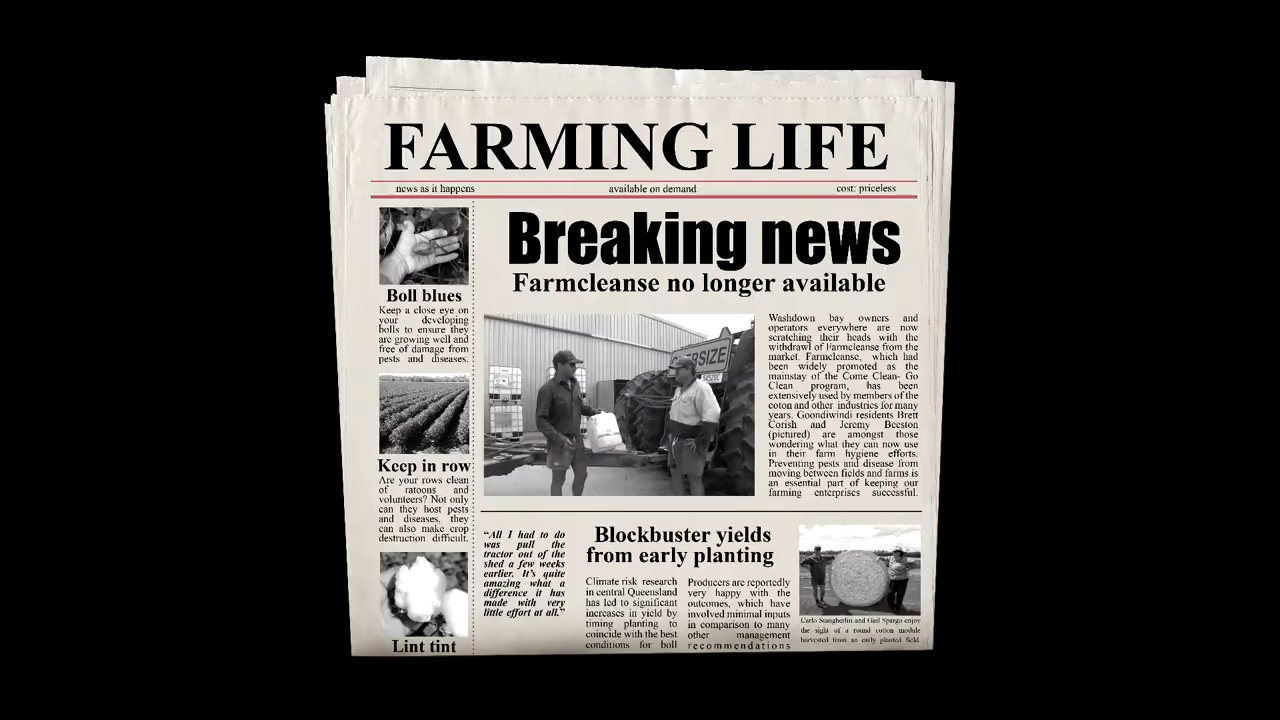 FARMING LIFE
news as it happens
available on demand
cost: priceless
Boll blues
Keep a close eye on
your developing
bolls to ensure they
are growing well and
free of damage from
pests and diseases.
Keep in row
Are your rows clean
of ratoons and
volunteers? Not only
can they host pests
and diseases, they
can also make crop
destruction difficult.
Lint tint
Breaking news
Farmcleanse no longer available
OVERSIZE
Washdown bay owners and
operators everywhere are now
scratching their heads with the
withdrawl of Farmcleanse from the
market. Farmcleanse, which had
been widely promoted as the
mainstay of the Come Clean- Go
Clean program, has been
extensively used by members of the
coton and other industries for many
years. Goondiwindi residents Brett
Corish and Jeremy Beeston
(pictured) are amongst those
wondering what they can now use
in their farm hygiene efforts.
Preventing pests and disease from
moving between fields and farms is
an essential part of keeping our
farming enterprises successful.
“All I had to do
was pull the
tractor out of the
shed a few weeks
earlier. It's quite
amazing what a
difference it has
made with very
little effort at all.”
Blockbuster yields
from early planting
Climate risk research
in central Queensland
has led to significant
increases in yield by
timing planting to
coincide with the best
conditions for boll
Producers are reportedly
very happy with the
outcomes, which have
involved minimal inputs
in comparison to many
other management
recommendations
Carlo and Gail Spargo enjoy
the sight of a round cotton module
harvested from an early planted field.